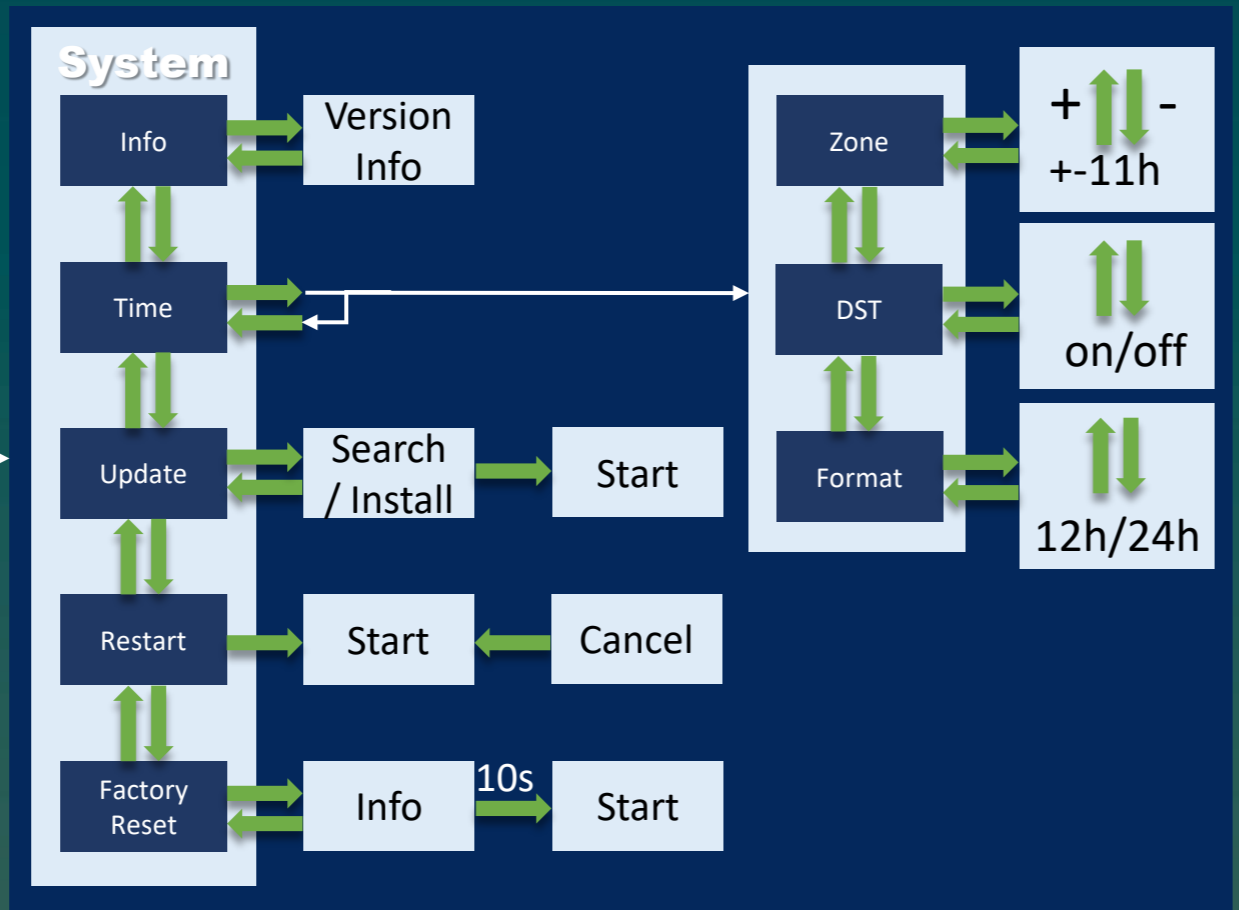 System
Info
Version
Info
Time
Update
Search
/ Install
Start
Restart
Start
Cancel
Factory
Reset
Info
10s
Start
Zone
+ -
+-11h
DST
on/off
Format
12h/24h